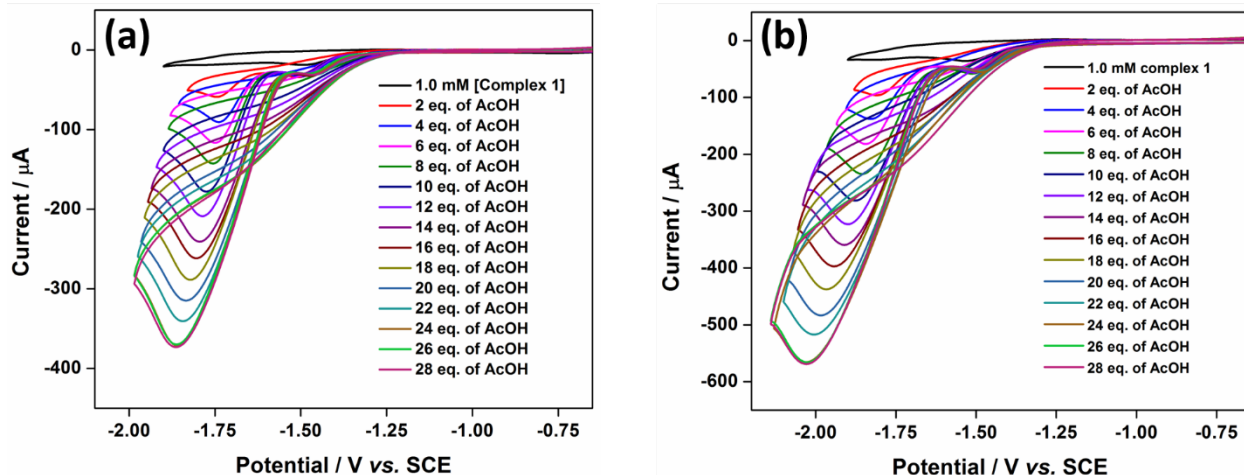 (a)
0
-100
-200
-300
-400
Current / μA
-2.00 -1.75 -1.50 -1.25 -1.00 -0.75
Potential / V vs. SCE
1.0 mM [Complex 1]
2 eq. of AcOH
4 eq. of AcOH
6 eq. of AcOH
8 eq. of AcOH
10 eq. of AcOH
12 eq. of AcOH
14 eq. of AcOH
16 eq. of AcOH
18 eq. of AcOH
20 eq. of AcOH
22 eq. of AcOH
24 eq. of AcOH
26 eq. of AcOH
28 eq. of AcOH
(b)
0
-100
-200
-300
-400
-500
-600
Current / μA
-2.00 -1.75 -1.50 -1.25 -1.00 -0.75
Potential / V vs. SCE
1.0 mM complex 1
2 eq. of AcOH
4 eq. of AcOH
6 eq. of AcOH
8 eq. of AcOH
10 eq. of AcOH
12 eq. of AcOH
14 eq. of AcOH
16 eq. of AcOH
18 eq. of AcOH
20 eq. of AcOH
22 eq. of AcOH
24 eq. of AcOH
26 eq. of AcOH
28 eq. of AcOH